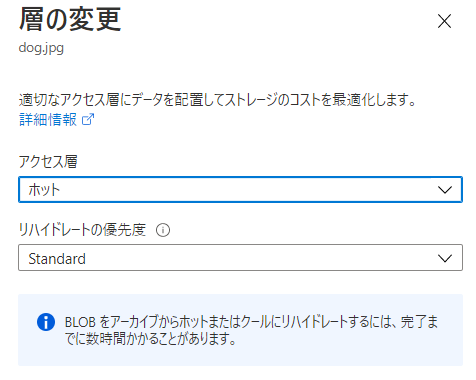 層の変更
dog.jpg
適切なアクセス層にデータを配置してストレージのコストを最適化します。
詳細情報
アクセス層
ホット
リハイドレートの優先度
Standard
BLOB をアーカイブからホットまたはクールにリハイドレートするには、完了ま
でに数時間かかることがあります。